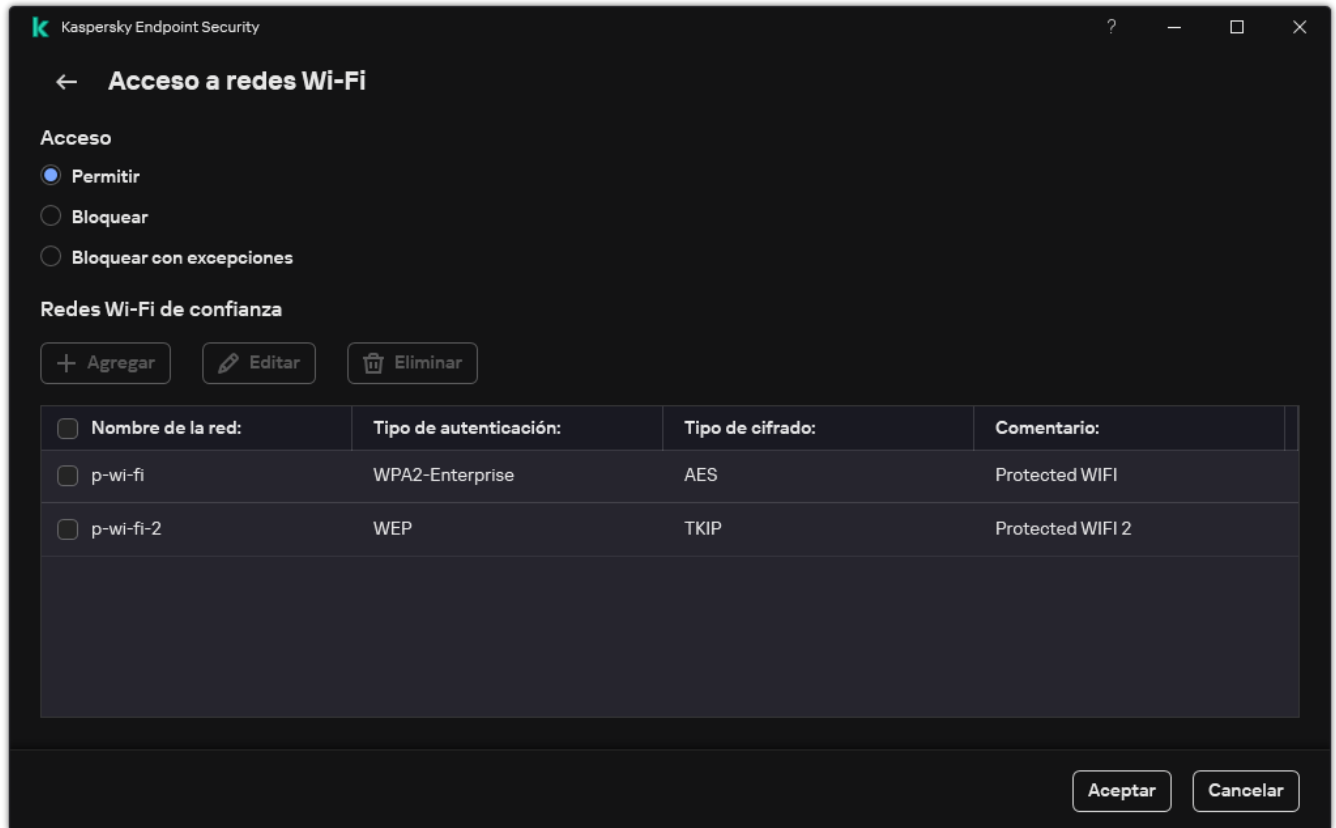 Kaspersky Endpoint Security ?
Acceso a redes Wi-Fi
Acceso
Permitir
Bloquear
Bloquear con excepciones
Redes Wi-Fi de confianza
Agregar Editar Eliminar
Nombre de la red: Tipo de autenticación: Tipo de cifrado: Comentario:
p-wi-fi WPA2-Enterprise AES Protected WIFI
p-wi-fi-2 WEP TKIP Protected WIFI 2
Aceptar Cancelar